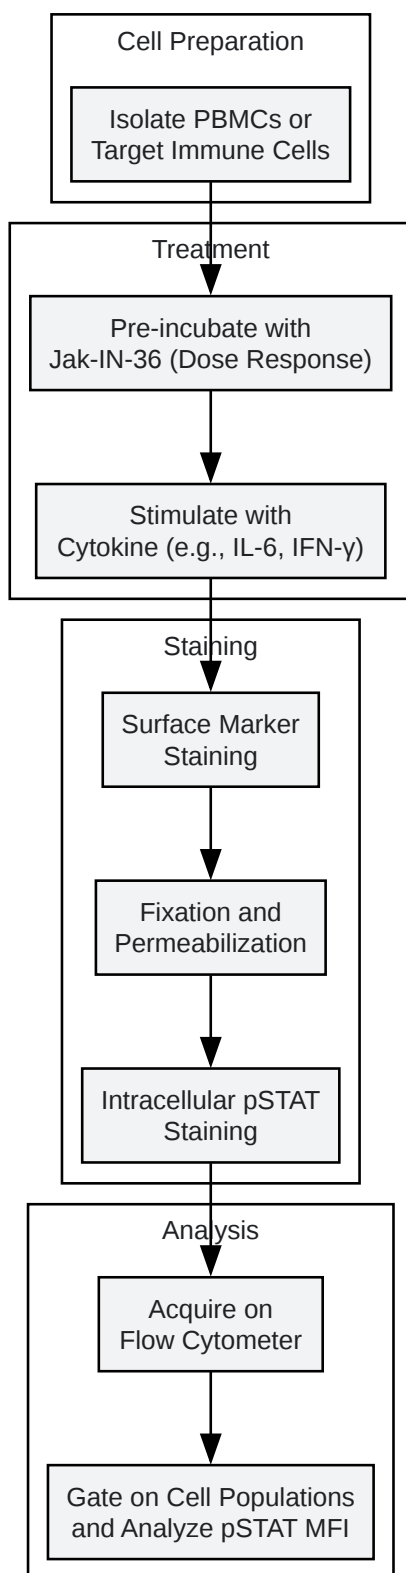 Cell Preparation
Isolate PBMCs or
Target Immune Cells
Treatment
Pre-incubate with
Jak-IN-36 (Dose Response)
Stimulate with
Cytokine (e.g., IL-6, IFN-γ)
Staining
Surface Marker
Staining
Fixation and
Permeabilization
Intracellular pSTAT
Staining
Analysis
Acquire on
Flow Cytometer
Gate on Cell Populations
and Analyze pSTAT MFI